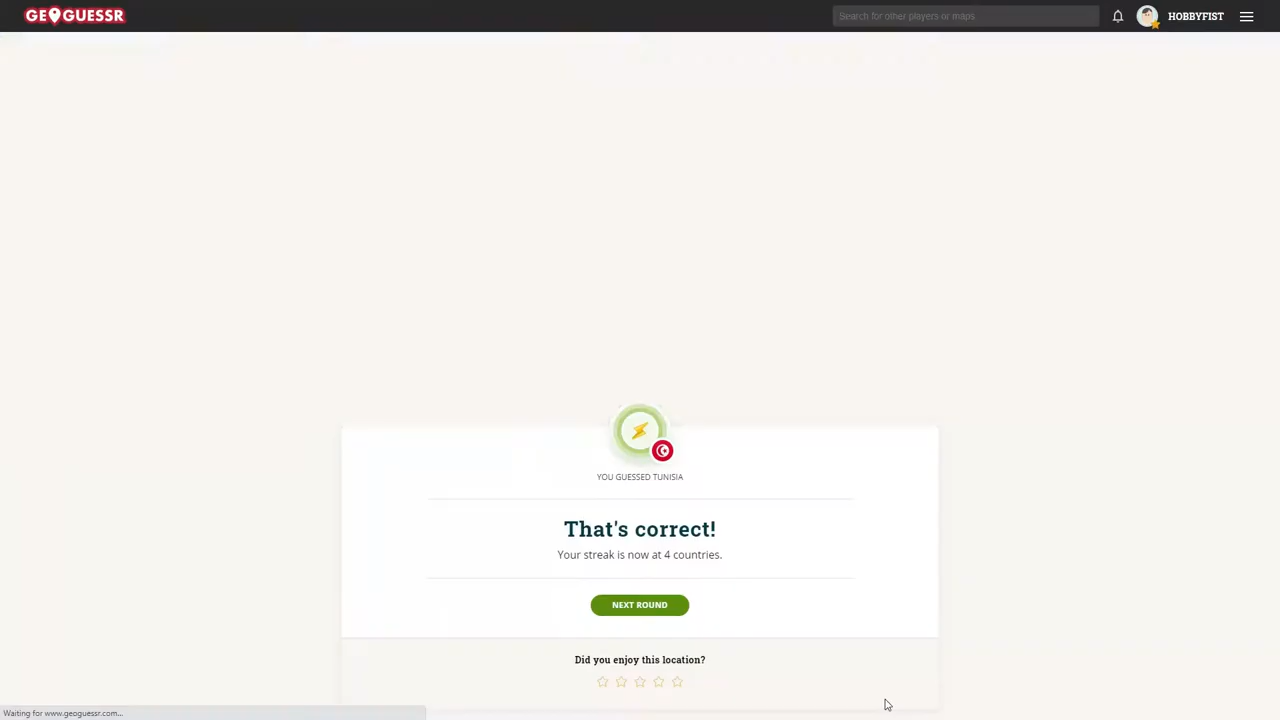 GEOGUESSR
Search for other players or maps
HOBBYFIST
YOU GUESSED TUNISIA
That's correct!
Your streak is now at 4 countries.
NEXT ROUND
Did you enjoy this location?
Waiting for www.geoguessr.com...